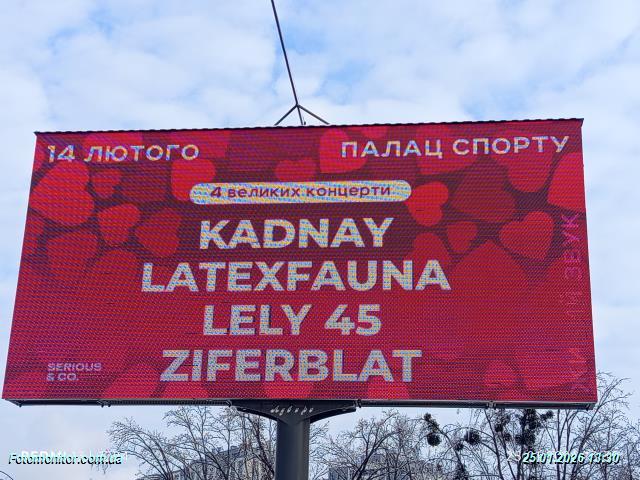 14 ЛЮТОГО
ПАЛАЦ СПОРТУ
4 великих концерти
KADNAY
LATEXFAUNA
LELY 45
ZIFERBLAT
SERIOUS
& CO.
ЗВУК
Fotomonitor.com.ua
25.01.2026 13:30